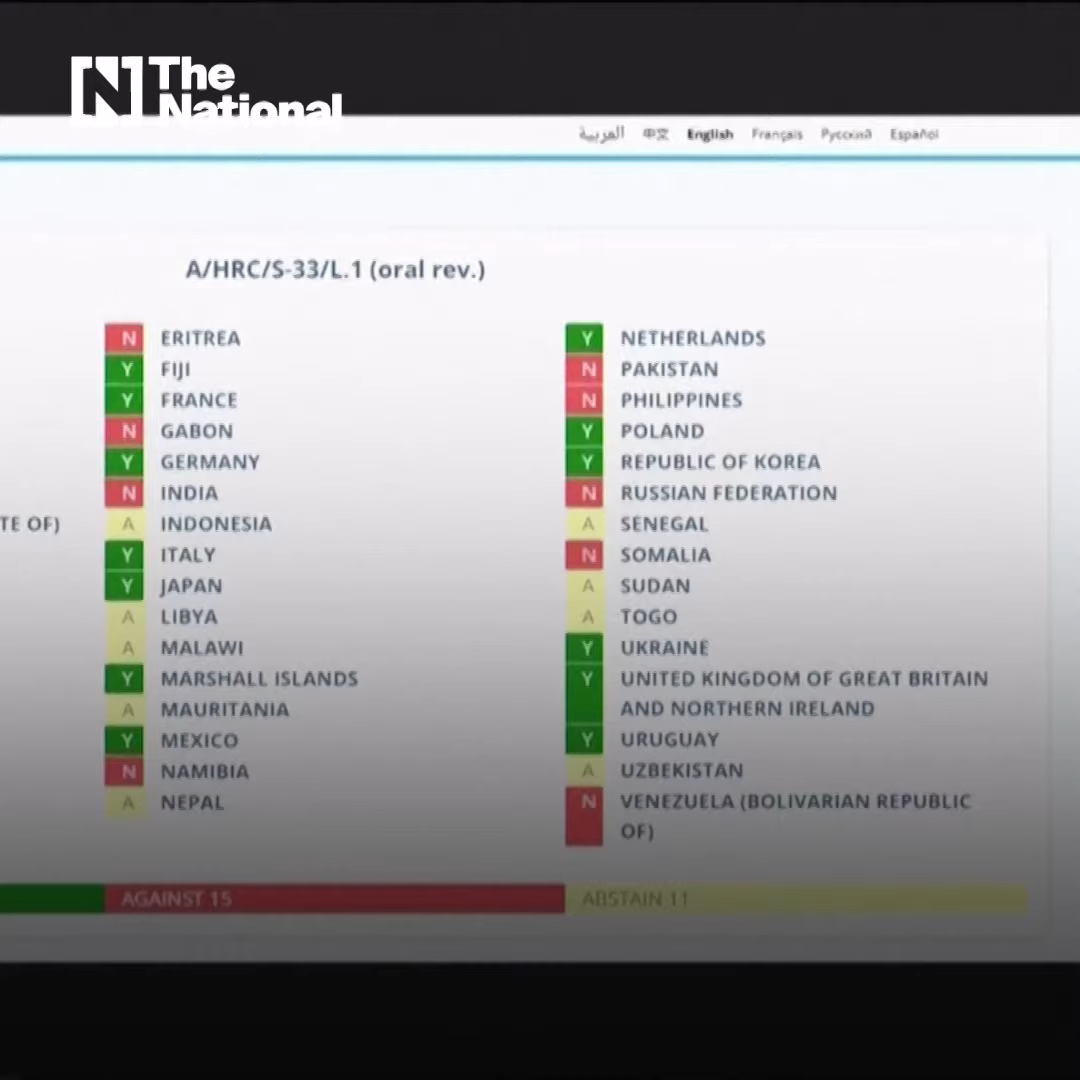 The
National
العربية 中文 English Français Русский Español
A/HRC/S-33/L.1 (oral rev.)
TE OF)
N ERITREA
Y FIJI
Y FRANCE
N GABON
Y GERMANY
N INDIA
A INDONESIA
Y ITALY
Y JAPAN
A LIBYA
A MALAWI
Y MARSHALL ISLANDS
A MAURITANIA
Y MEXICO
N NAMIBIA
A NEPAL
Y NETHERLANDS
N PAKISTAN
N PHILIPPINES
Y POLAND
Y REPUBLIC OF KOREA
N RUSSIAN FEDERATION
A SENEGAL
N SOMALIA
A SUDAN
A TOGO
Y UKRAINE
Y UNITED KINGDOM OF GREAT BRITAIN
AND NORTHERN IRELAND
Y URUGUAY
A UZBEKISTAN
N VENEZUELA (BOLIVARIAN REPUBLIC
OF)
AGAINST 15
ABSTAIN 11